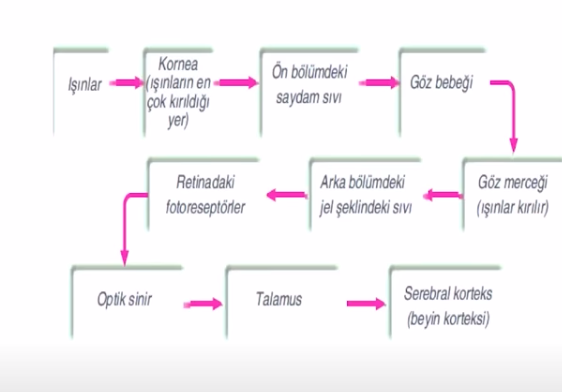 Işınlar
Kornea
(ışınların en
çok kırıldığı
yer)
Ön bölümdeki
saydam sıvı
Göz bebeği
Göz merceği
(ışınlar kırılır)
Arka bölümdeki
jel şeklindeki sıvı
Retinadaki
fotoreseptörler
Optik sinir
Talamus
Serebral korteks
(beyin korteksi)